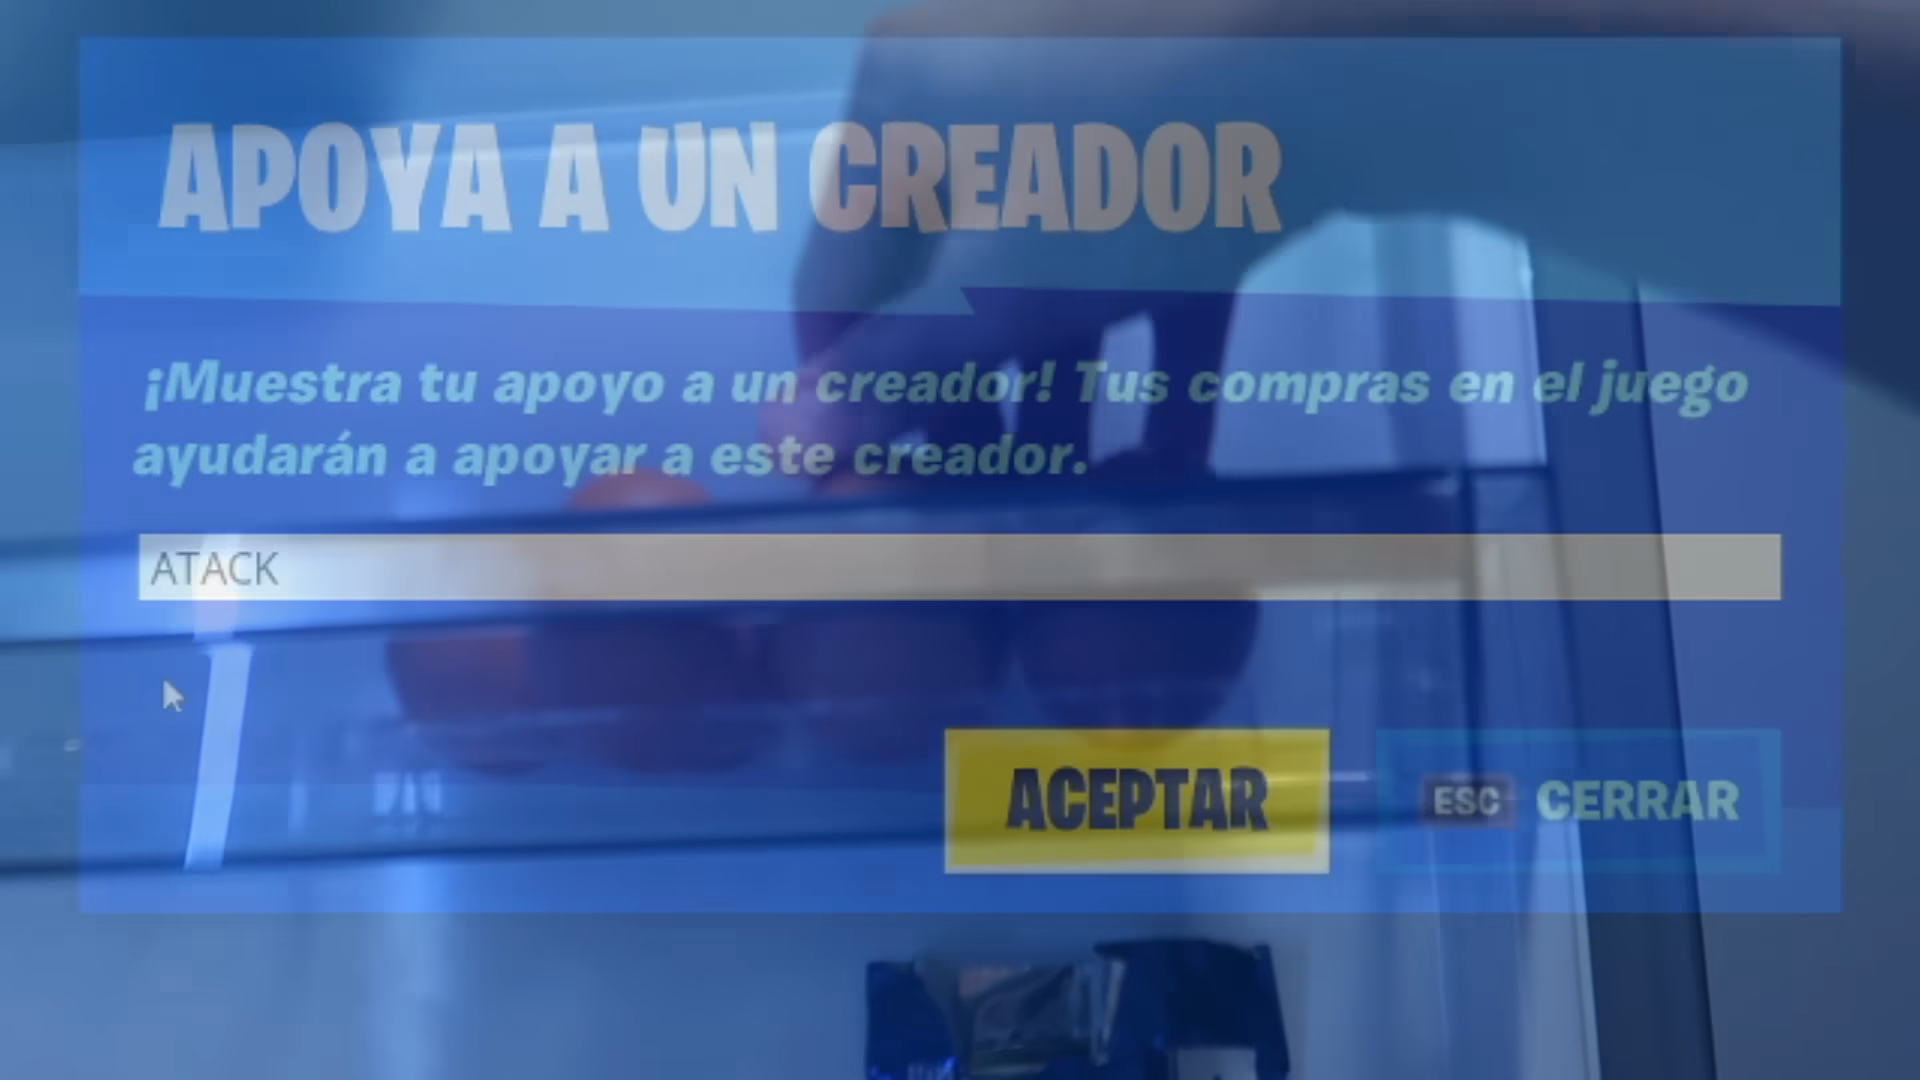 APOYA A UN CREADOR
¡Muestra tu apoyo a un creador! Tus compras en el juego
ayudarán a apoyar a este creador.
ATACK
ACEPTAR
ESC CERRAR